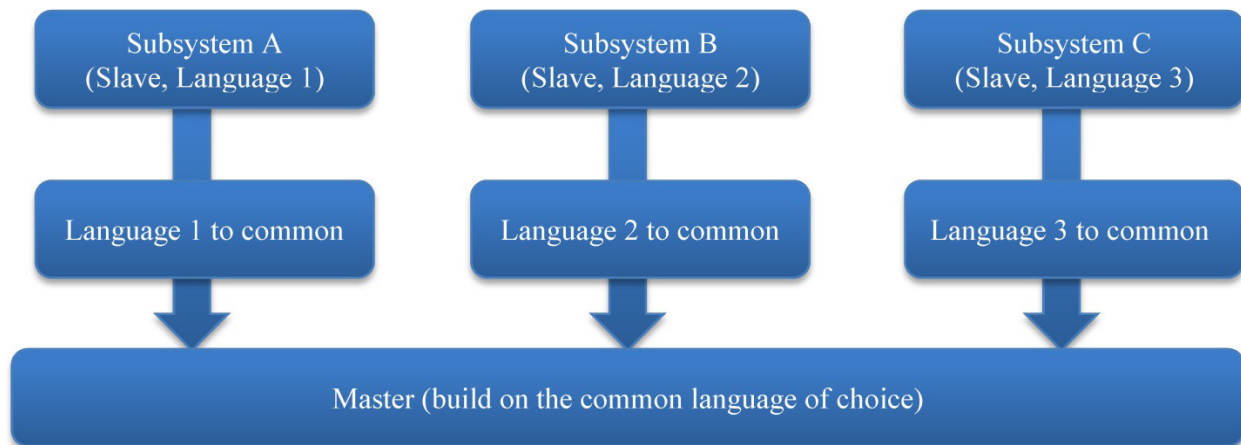 Subsystem A
(Slave, Language 1)
Subsystem B
(Slave, Language 2)
Subsystem C
(Slave, Language 3)
Language 1 to common
Language 2 to common
Language 3 to common
Master (build on the common language of choice)